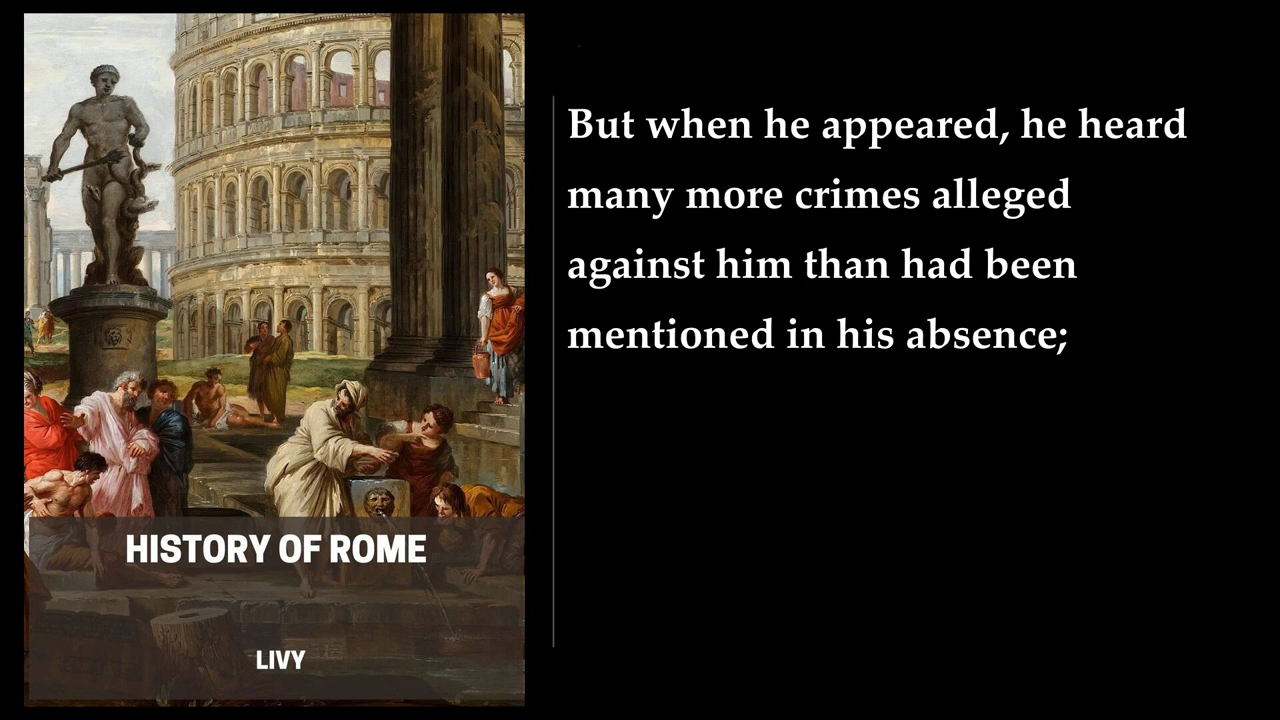 But when he appeared, he heard
many more crimes alleged
against him than had been
mentioned in his absence;
HISTORY OF ROME
LIVY